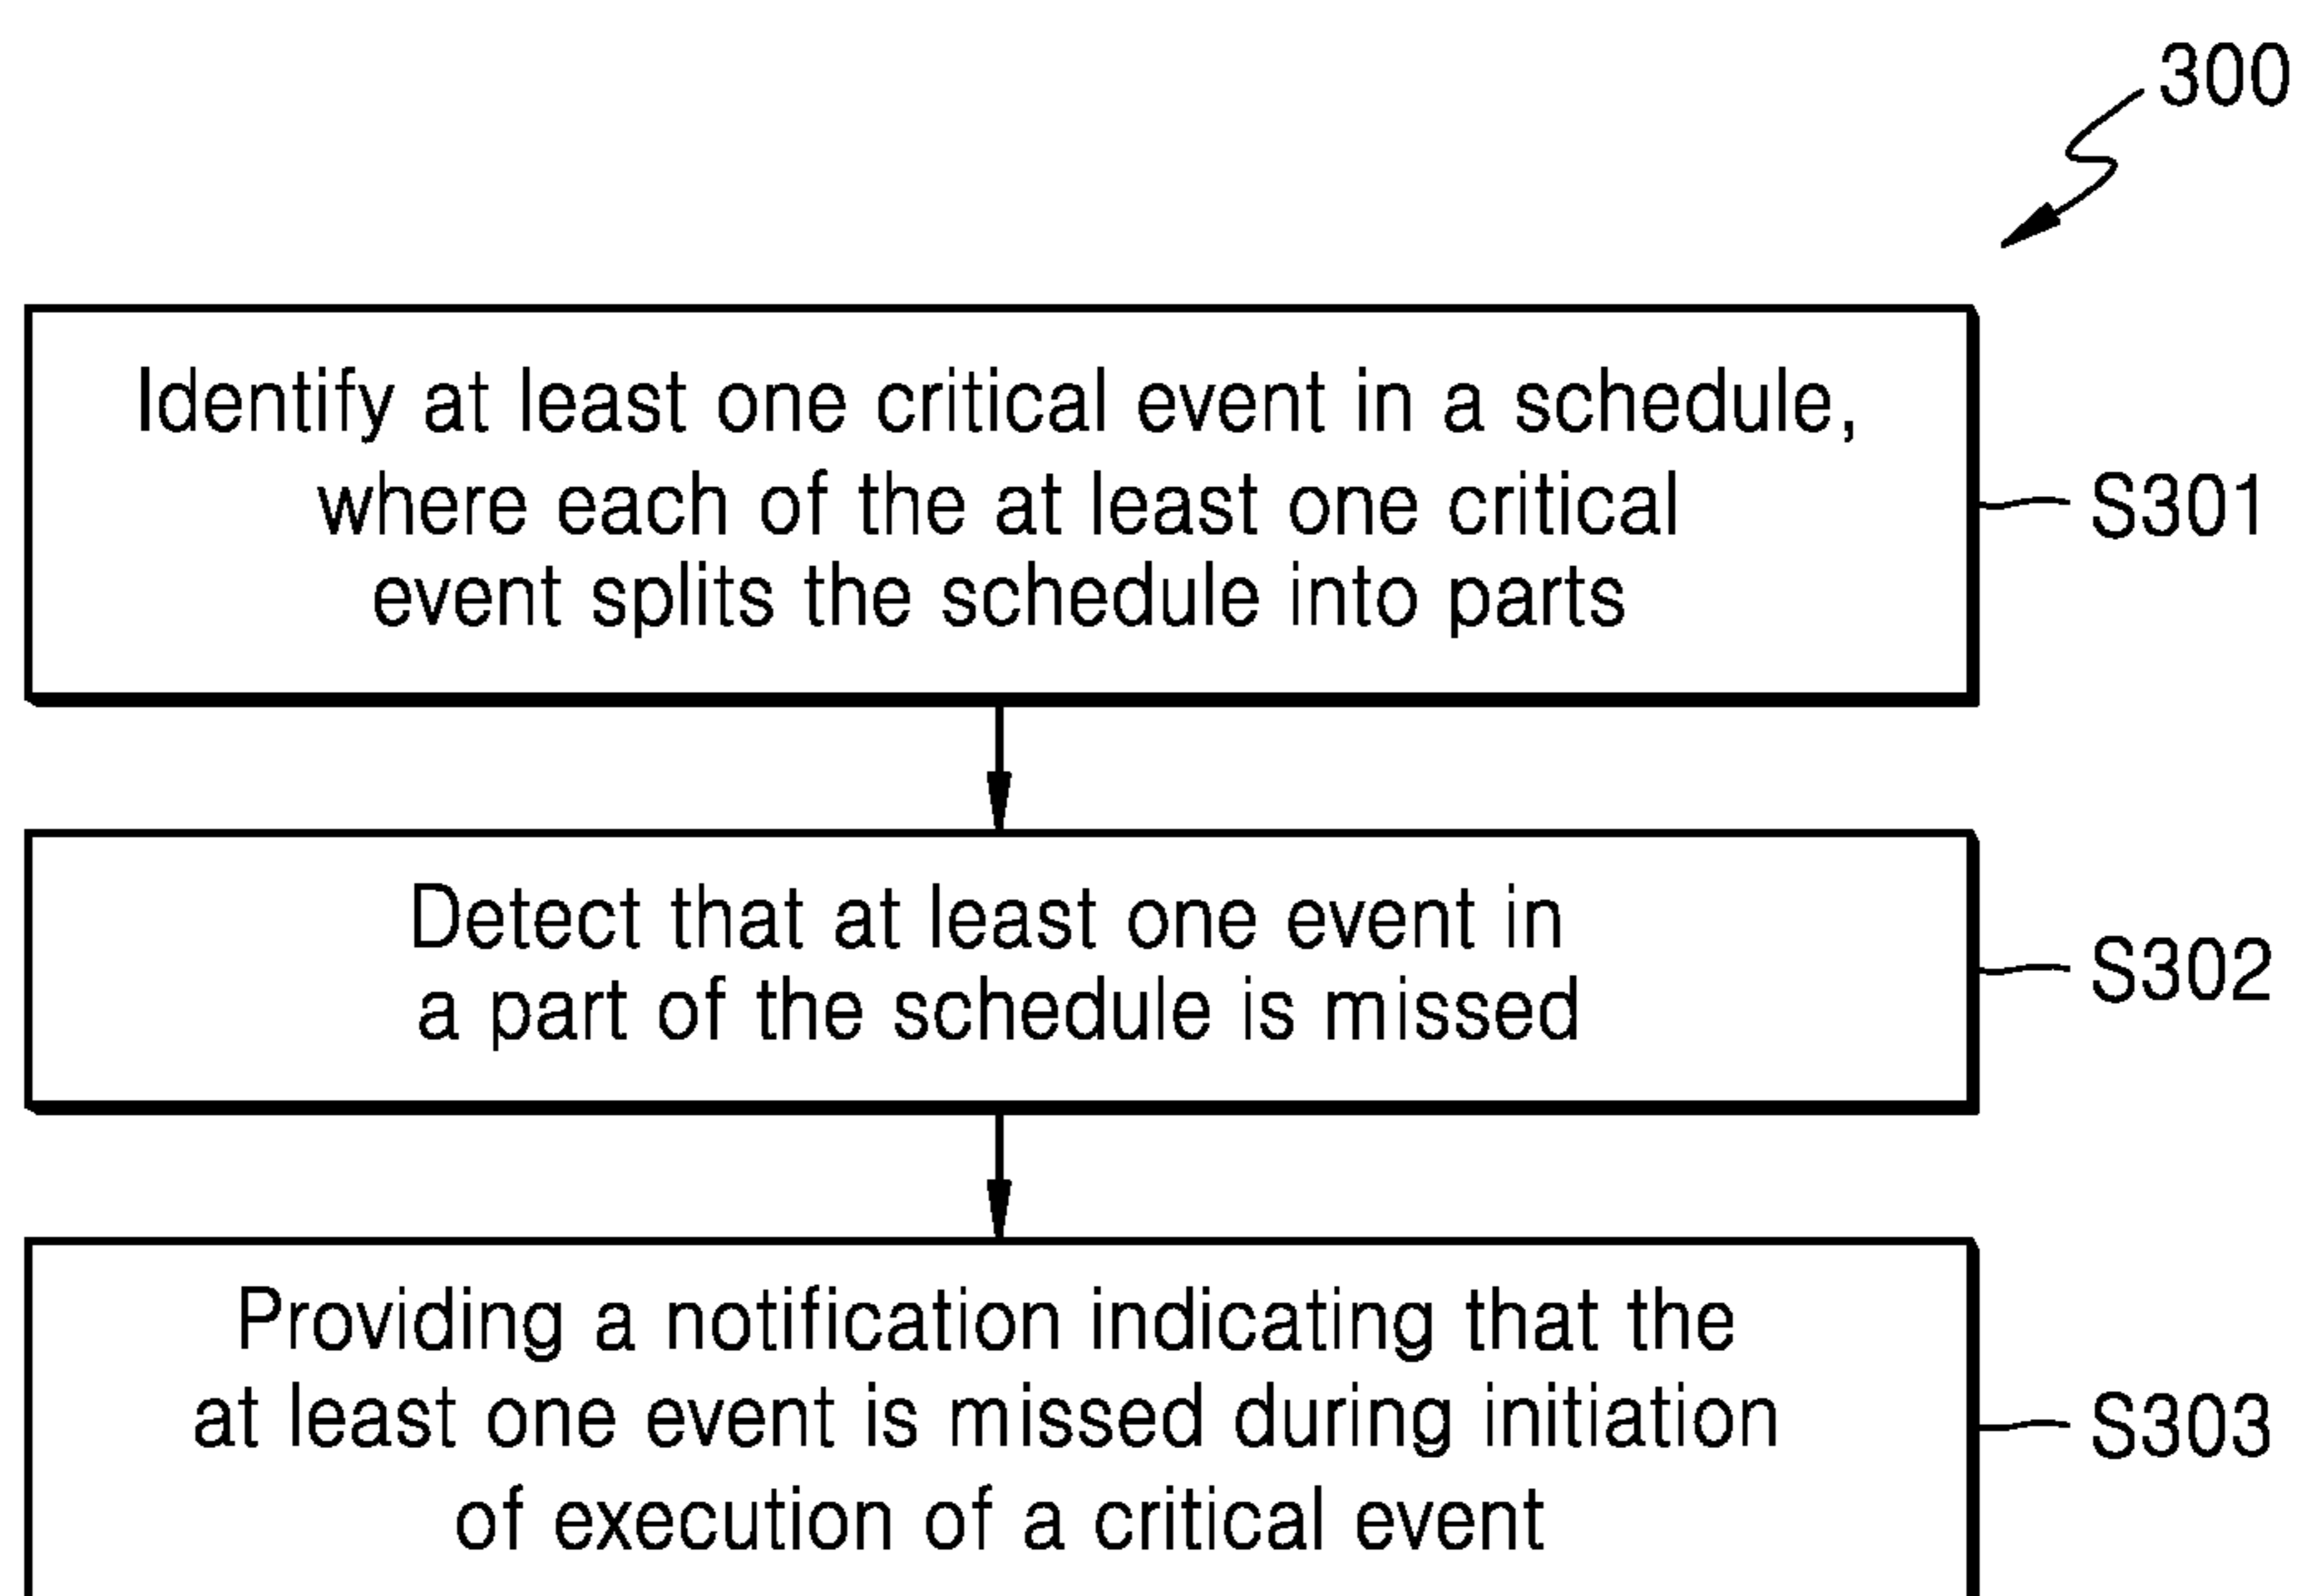 300
Identify at least one critical event in a schedule,
where each of the at least one critical
event splits the schedule into parts
S301
Detect that at least one event in
a part of the schedule is missed
S302
Providing a notification indicating that the
at least one event is missed during initiation
of execution of a critical event
S303